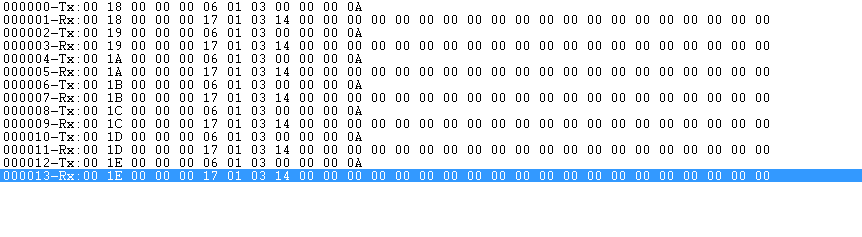 000000-Tx:00 18 00 00 00 06 01 03 00 00 00 0A
000001-Rx:00 18 00 00 00 17 01 03 14 00 00 00 00 00 00 00 00 00 00 00 00 00 00 00 00 00 00 00 00
000002-Tx:00 19 00 00 00 06 01 03 00 00 00 0A
000003-Rx:00 19 00 00 00 17 01 03 14 00 00 00 00 00 00 00 00 00 00 00 00 00 00 00 00 00 00 00 00
000004-Tx:00 1A 00 00 00 06 01 03 00 00 00 0A
000005-Rx:00 1A 00 00 00 17 01 03 14 00 00 00 00 00 00 00 00 00 00 00 00 00 00 00 00 00 00 00 00
000006-Tx:00 1B 00 00 00 06 01 03 00 00 00 0A
000007-Rx:00 1B 00 00 00 17 01 03 14 00 00 00 00 00 00 00 00 00 00 00 00 00 00 00 00 00 00 00 00
000008-Tx:00 1C 00 00 00 06 01 03 00 00 00 0A
000009-Rx:00 1C 00 00 00 17 01 03 14 00 00 00 00 00 00 00 00 00 00 00 00 00 00 00 00 00 00 00 00
000010-Tx:00 1D 00 00 00 06 01 03 00 00 00 0A
000011-Rx:00 1D 00 00 00 17 01 03 14 00 00 00 00 00 00 00 00 00 00 00 00 00 00 00 00 00 00 00 00
000012-Tx:00 1E 00 00 00 06 01 03 00 00 00 0A
000013-Rx:00 1E 00 00 00 17 01 03 14 00 00 00 00 00 00 00 00 00 00 00 00 00 00 00 00 00 00 00 00